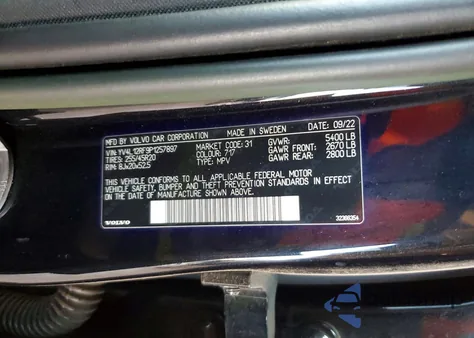 MFD BY VOLVO CAR CORPORATION MADE IN SWEDEN DATE: 09/22
VIN: YV4L12RF9P1257897 MARKET CODE: 31 GVWR: 5400 LB
TIRES: 255/45R20 COLOUR: 717 GAWR FRONT: 2670 LB
RIM: 8Jx20x52.5 TYPE: MPV GAWR REAR: 2800 LB
THIS VEHICLE CONFORMS TO ALL APPLICABLE FEDERAL MOTOR
VEHICLE SAFETY, BUMPER AND THEFT PREVENTION STANDARDS IN EFFECT
ON THE DATE OF MANUFACTURE SHOWN ABOVE
VOLVO 32369354